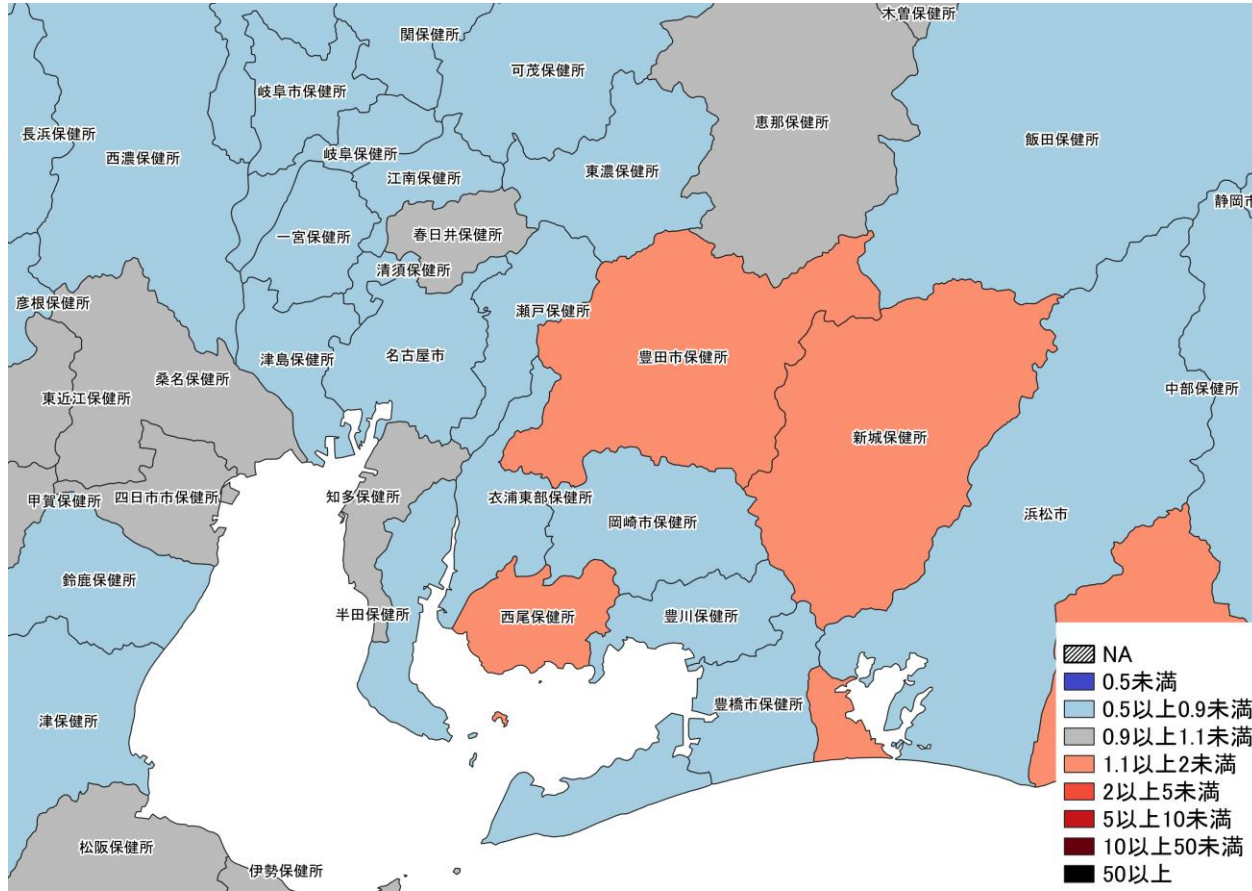 木曽保健所
関保健所
可茂保健所
岐阜市保健所
恵那保健所
長浜保健所
西濃保健所
岐阜保健所
飯田保健所
江南保健所
東濃保健所
静岡市
一宮保健所
春日井保健所
清須保健所
彦根保健所
瀬戸保健所
津島保健所
名古屋市
豊田市保健所
桑名保健所
中部保健所
東近江保健所
新城保健所
甲賀保健所
四日市市保健所
知多保健所
衣浦東部保健所
岡崎市保健所
浜松市
鈴鹿保健所
半田保健所
西尾保健所
豊川保健所
津保健所
豊橋市保健所
松阪保健所
伊勢保健所
NA
0.5未満
0.5以上0.9未満
0.9以上1.1未満
1.1以上2未満
2以上5未満
5以上10未満
10以上50未満
50以上